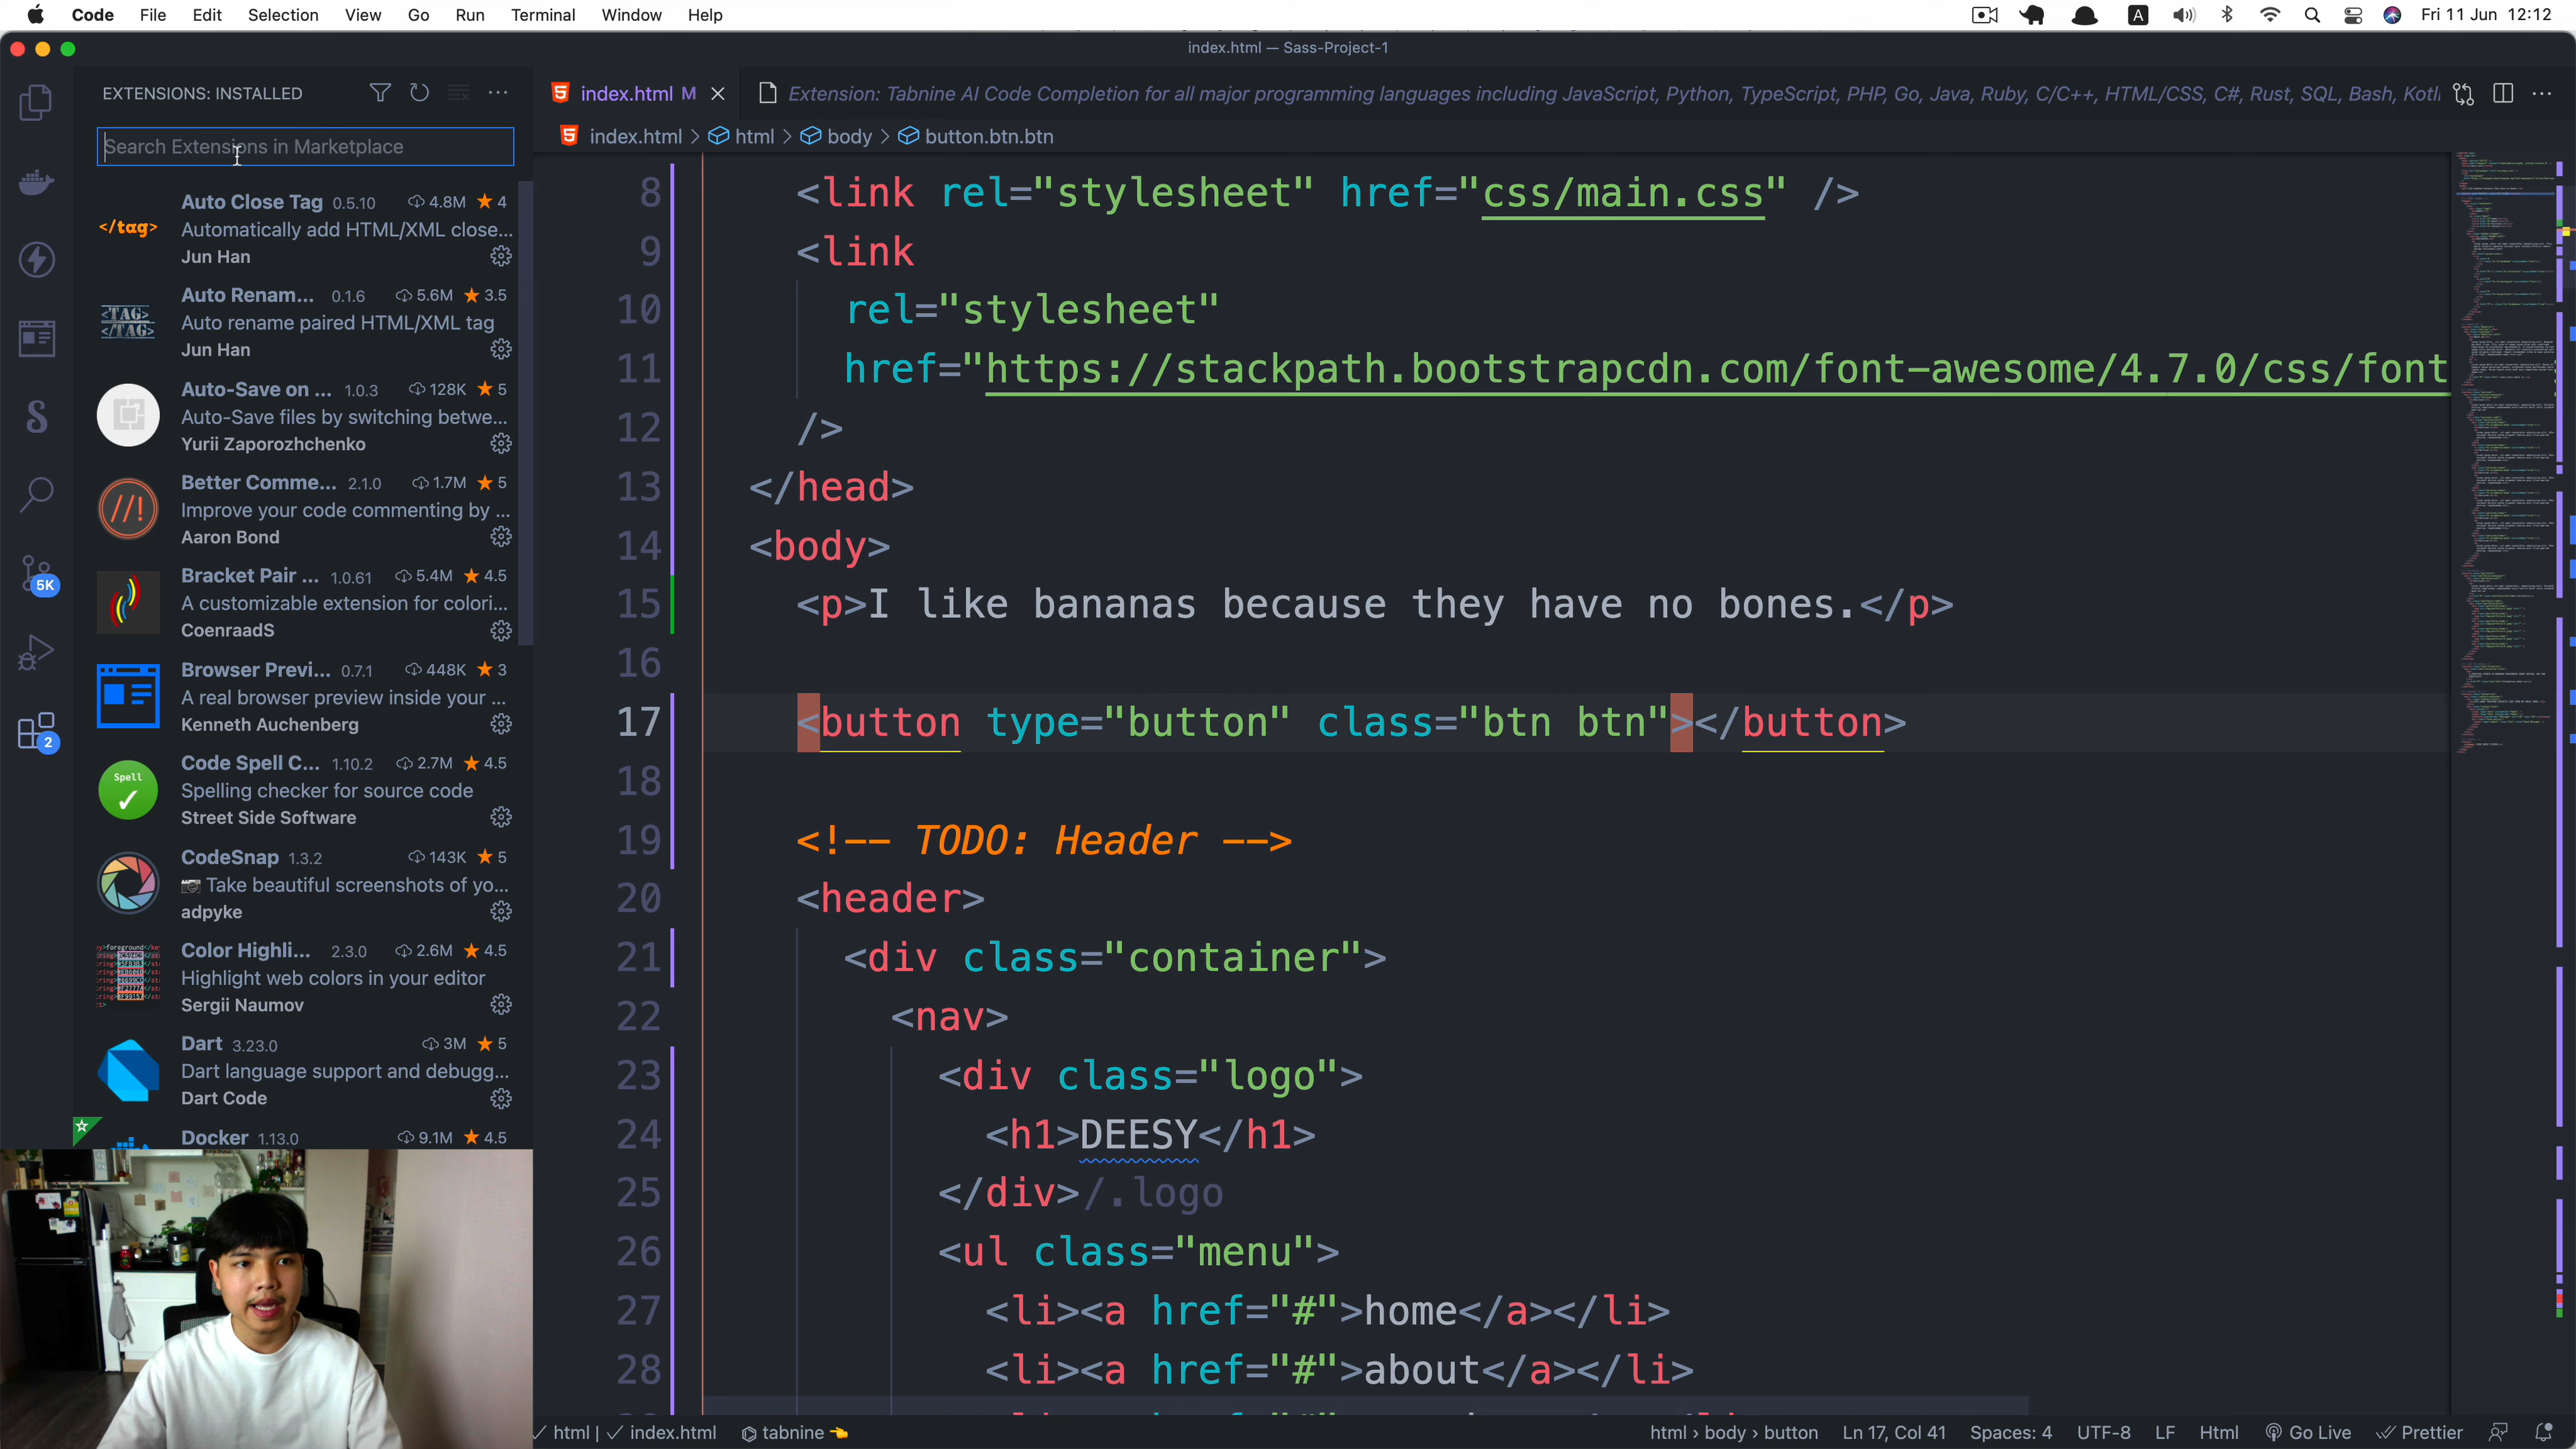 Code File Edit Selection View Go Run Terminal Window Help A Fri 11 Jun 12:12
index.html — Sass-Project-1
EXTENSIONS: INSTALLED
Search Extensions in Marketplace
</tag> Auto Close Tag 0.5.10 4.8M 4
Automatically add HTML/XML close...
Jun Han
<TAG>
</TAG>
Auto Renam... 0.1.6 5.6M 3.5
Auto rename paired HTML/XML tag
Jun Han
Auto-Save on ... 1.0.3 128K 5
Auto-Save files by switching betwe...
Yurii Zaporozhchenko
//! Better Comme... 2.1.0 1.7M 5
Improve your code commenting by ...
Aaron Bond
Bracket Pair ... 1.0.61 5.4M 4.5
A customizable extension for colori...
CoenraadS
Browser Previ... 0.7.1 448K 3
A real browser preview inside your ...
Kenneth Auchenberg
Spell
Code Spell C... 1.10.2 2.7M 4.5
Spelling checker for source code
Street Side Software
CodeSnap 1.3.2 143K 5
Take beautiful screenshots of yo...
adpyke
Color Highli... 2.3.0 2.6M 4.5
Highlight web colors in your editor
Sergii Naumov
Dart 3.23.0 3M 5
Dart language support and debugg...
Dart Code
Docker 1.13.0 9.1M 4.5
5K
2
index.html M
Extension: Tabnine AI Code Completion for all major programming languages including JavaScript, Python, TypeScript, PHP, Go, Java, Ruby, C/C++, HTML/CSS, C#, Rust, SQL, Bash, Kotl
index.html > html > body > button.btn.btn
8 <link rel="stylesheet" href="css/main.css" />
9 <link
10 rel="stylesheet"
11 href="https://stackpath.bootstrapcdn.com/font-awesome/4.7.0/css/font
12 />
13 </head>
14 <body>
15 <p>I like bananas because they have no bones.</p>
16
17 <button type="button" class="btn btn"></button>
18
19 <!-- TODO: Header -->
20 <header>
21 <div class="container">
22 <nav>
23 <div class="logo">
24 <h1>DEESY</h1>
25 </div>/.logo
26 <ul class="menu">
27 <li><a href="#">home</a></li>
28 <li><a href="#">about</a></li>
html | index.html tabnine html › body › button Ln 17, Col 41 Spaces: 4 UTF-8 LF Html Go Live Prettier